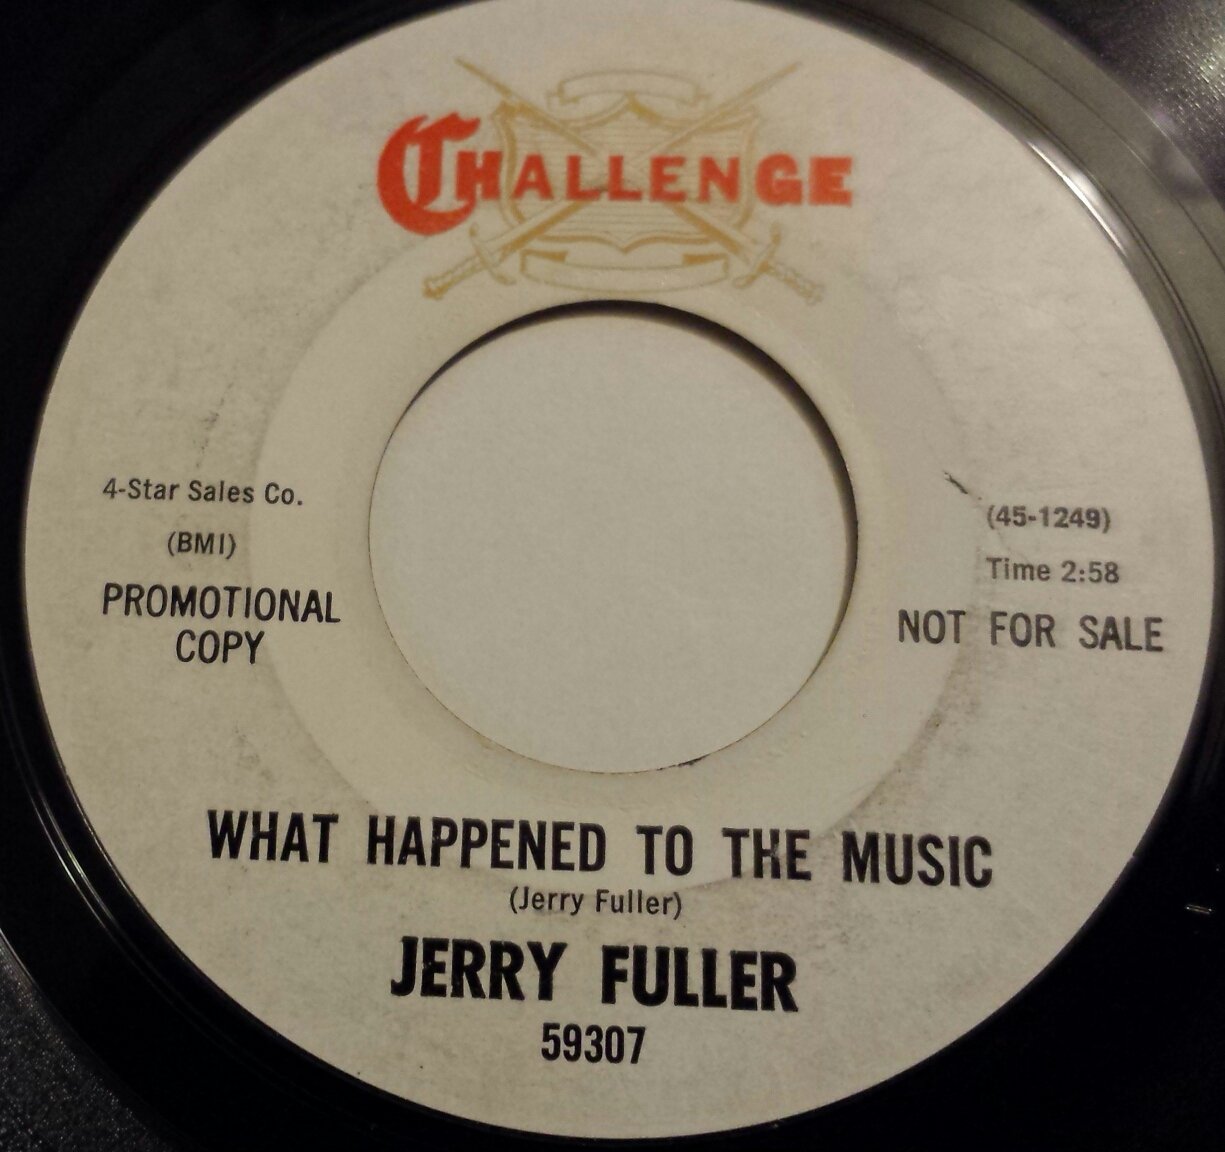 CHALLENGE
4-Star Sales Co.
(BMI)
PROMOTIONAL
COPY
(45-1249)
Time 2:58
NOT FOR SALE
WHAT HAPPENED TO THE MUSIC
(Jerry Fuller)
JERRY FULLER
59307